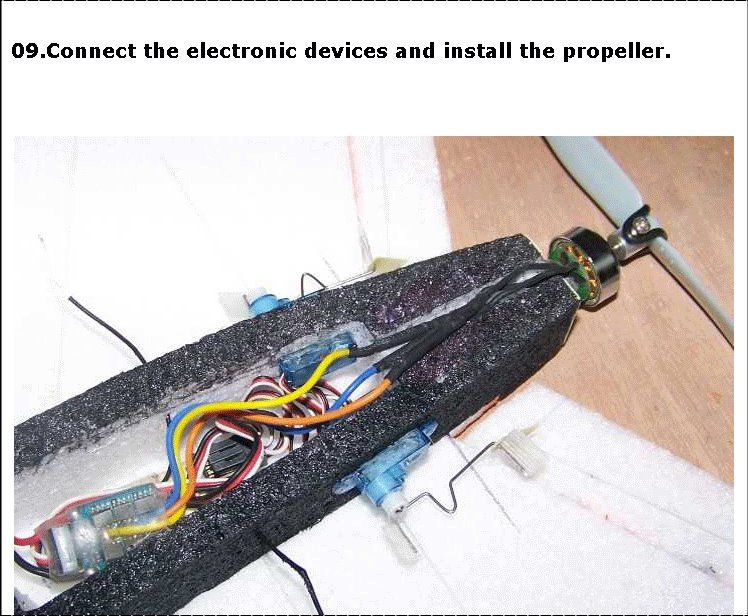 09.Connect the electronic devices and install the propeller.